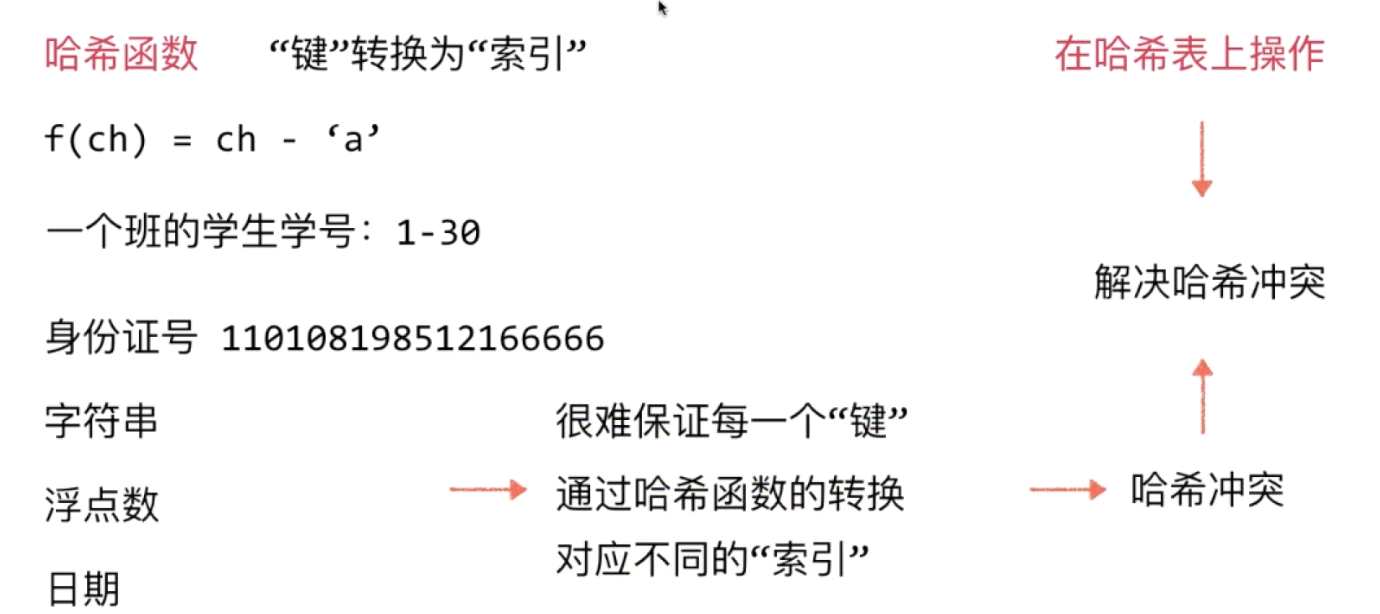 哈希函数 “键”转换为“索引”
在哈希表上操作
f(ch) = ch - ‘a’
一个班的学生学号：1-30
解决哈希冲突
身份证号 110108198512166666
字符串
浮点数
日期
很难保证每一个“键”
通过哈希函数的转换
对应不同的“索引”
哈希冲突